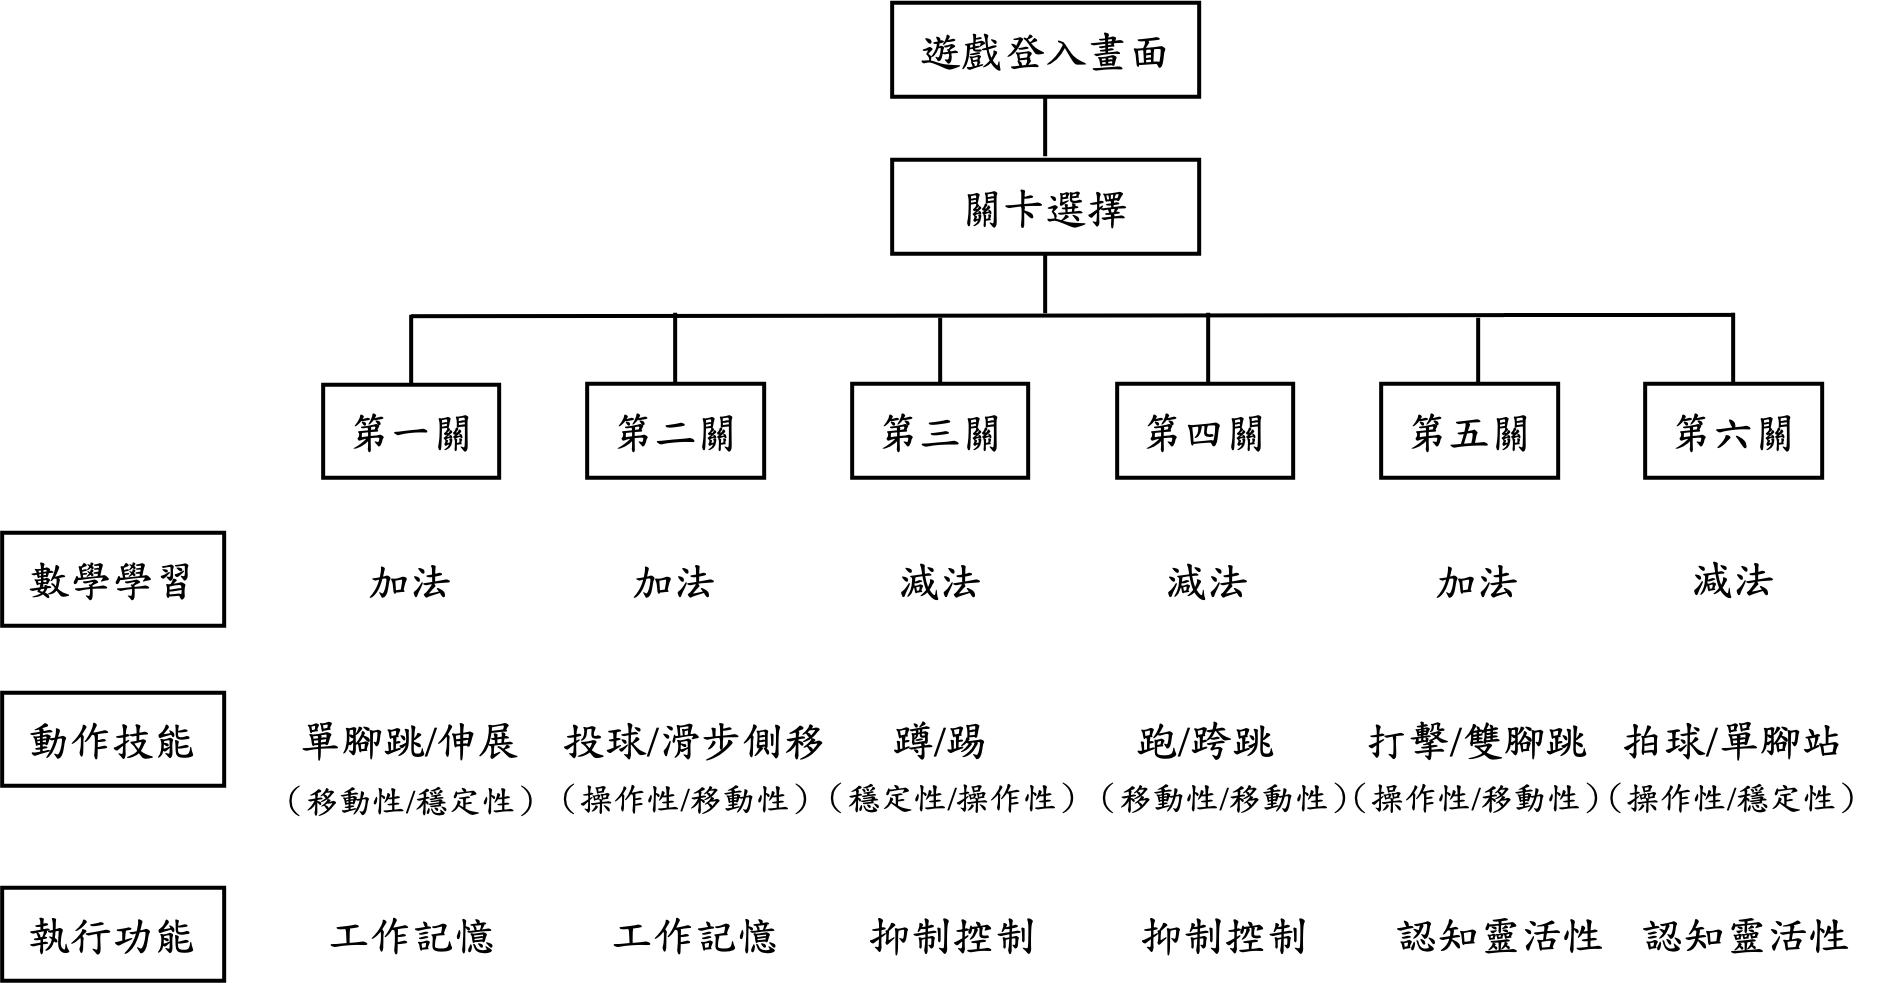 遊戲登入畫面
關卡選擇
第一關 第二關 第三關 第四關 第五關 第六關
數學學習 加法 加法 減法 減法 加法 減法
動作技能 單腳跳/伸展 投球/滑步側移 蹲/踢 跑/跨跳 打擊/雙腳跳 拍球/單腳站
（移動性/穩定性） （操作性/移動性） （穩定性/操作性） （移動性/移動性） （操作性/移動性） （操作性/穩定性）
執行功能 工作記憶 工作記憶 抑制控制 抑制控制 認知靈活性 認知靈活性